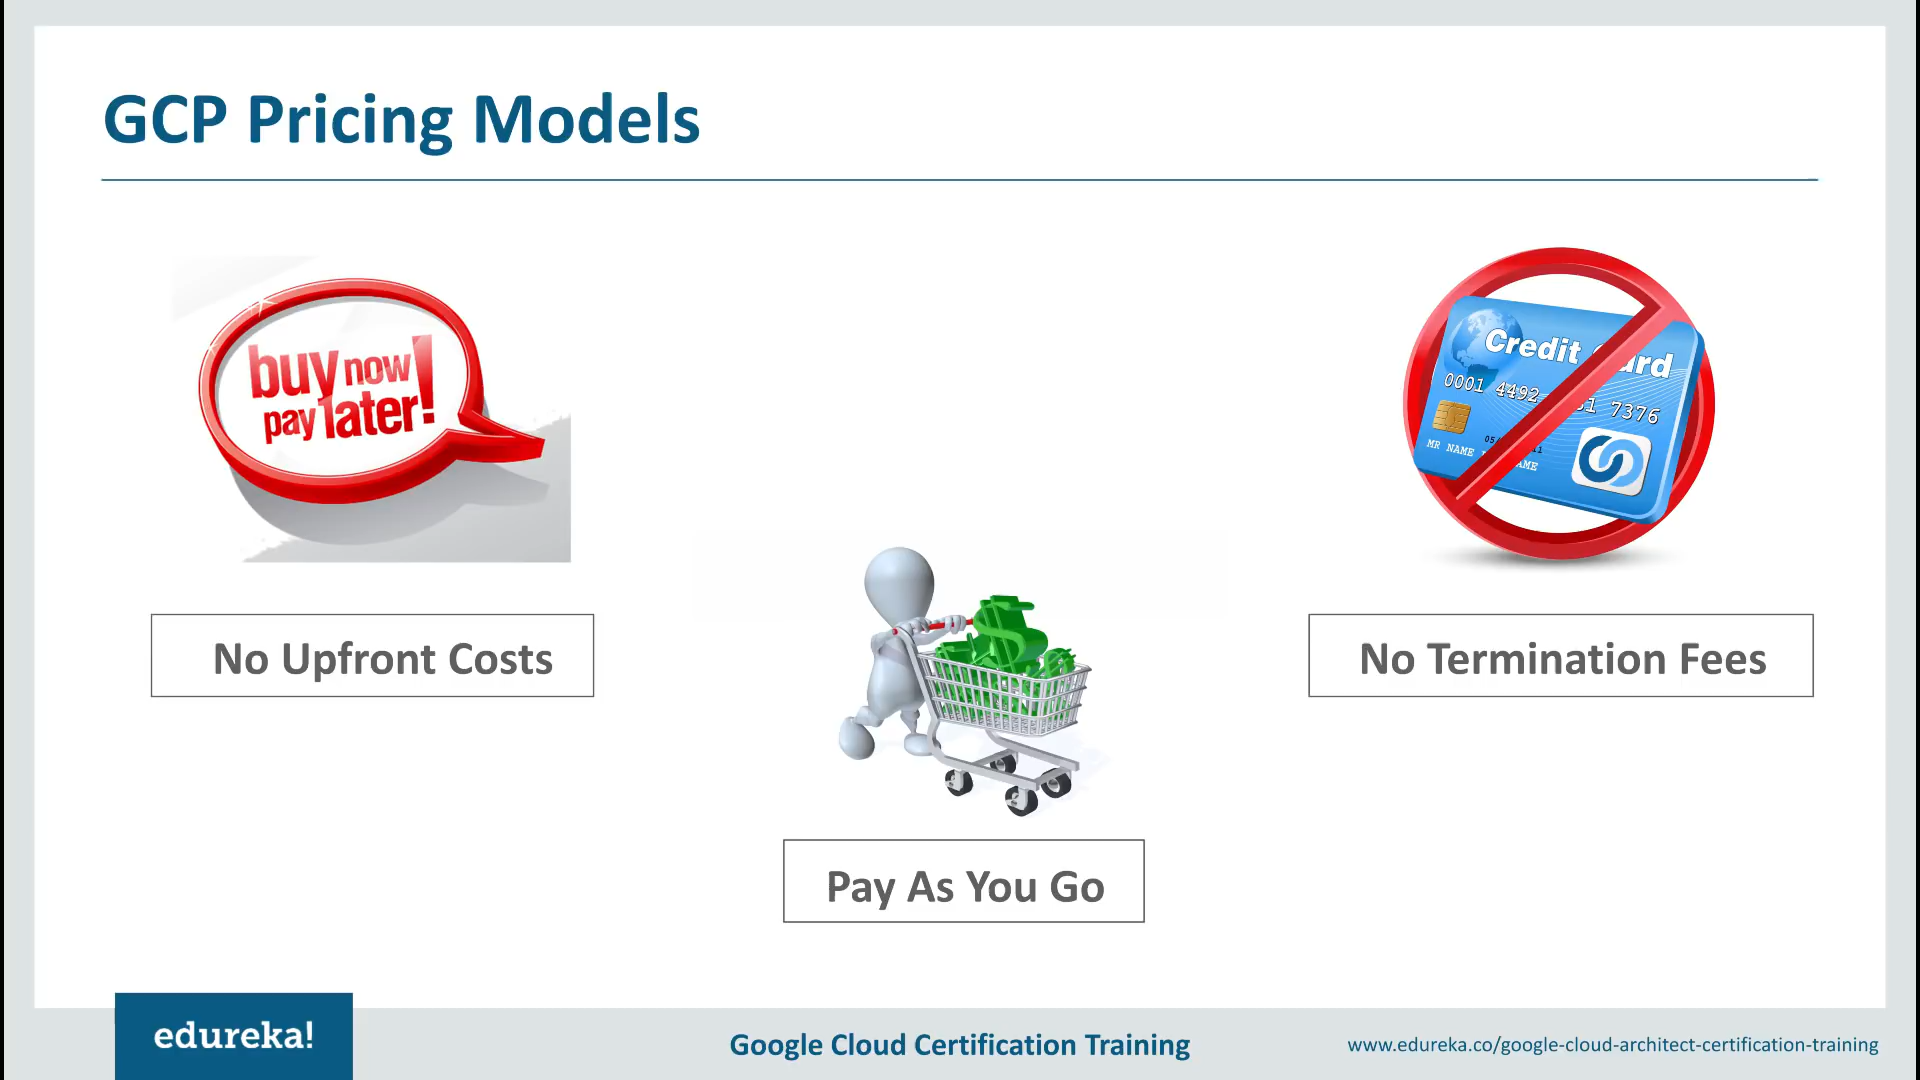 GCP Pricing Models
buy now
pay later!
Credit
0001 4492 7376
MR NAME
No Upfront Costs
No Termination Fees
Pay As You Go
edureka!
Google Cloud Certification Training
www.edureka.co/google-cloud-architect-certification-training